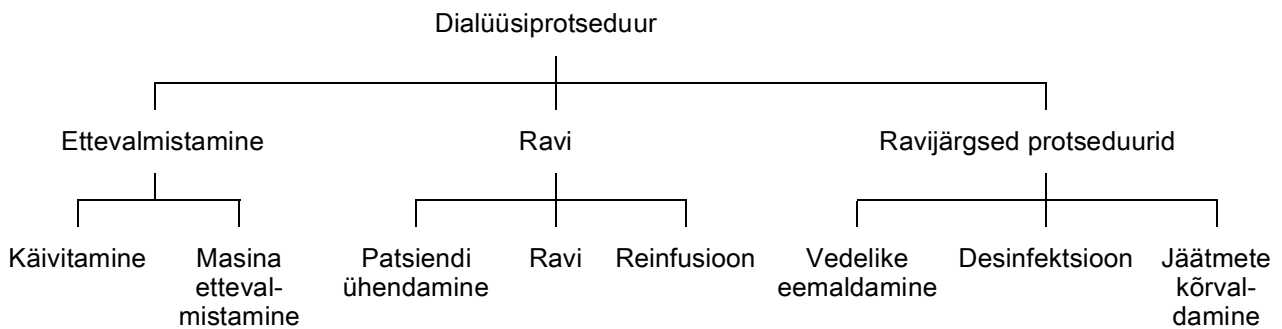 Dialüüsiprotseduur
Ettevalmistamine
Ravi
Ravijärgsed protseduurid
Käivitamine
Masina
etteval-
mistamine
Patsiendi
ühendamine
Ravi
Reinfusioon
Vedelike
eemaldamine
Desinfektsioon
Jäätmete
kõrval-
damine